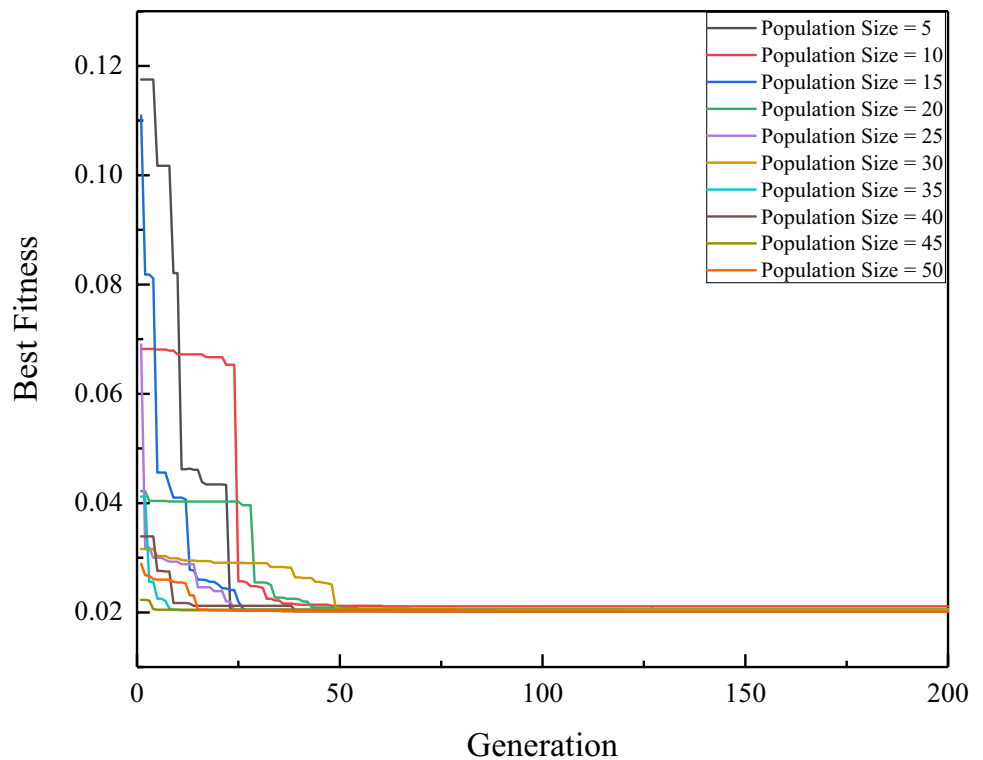 Population Size = 5
Population Size = 10
Population Size = 15
Population Size = 20
Population Size = 25
Population Size = 30
Population Size = 35
Population Size = 40
Population Size = 45
Population Size = 50
Best Fitness
0.12
0.10
0.08
0.06
0.04
0.02
0
50
100
150
200
Generation